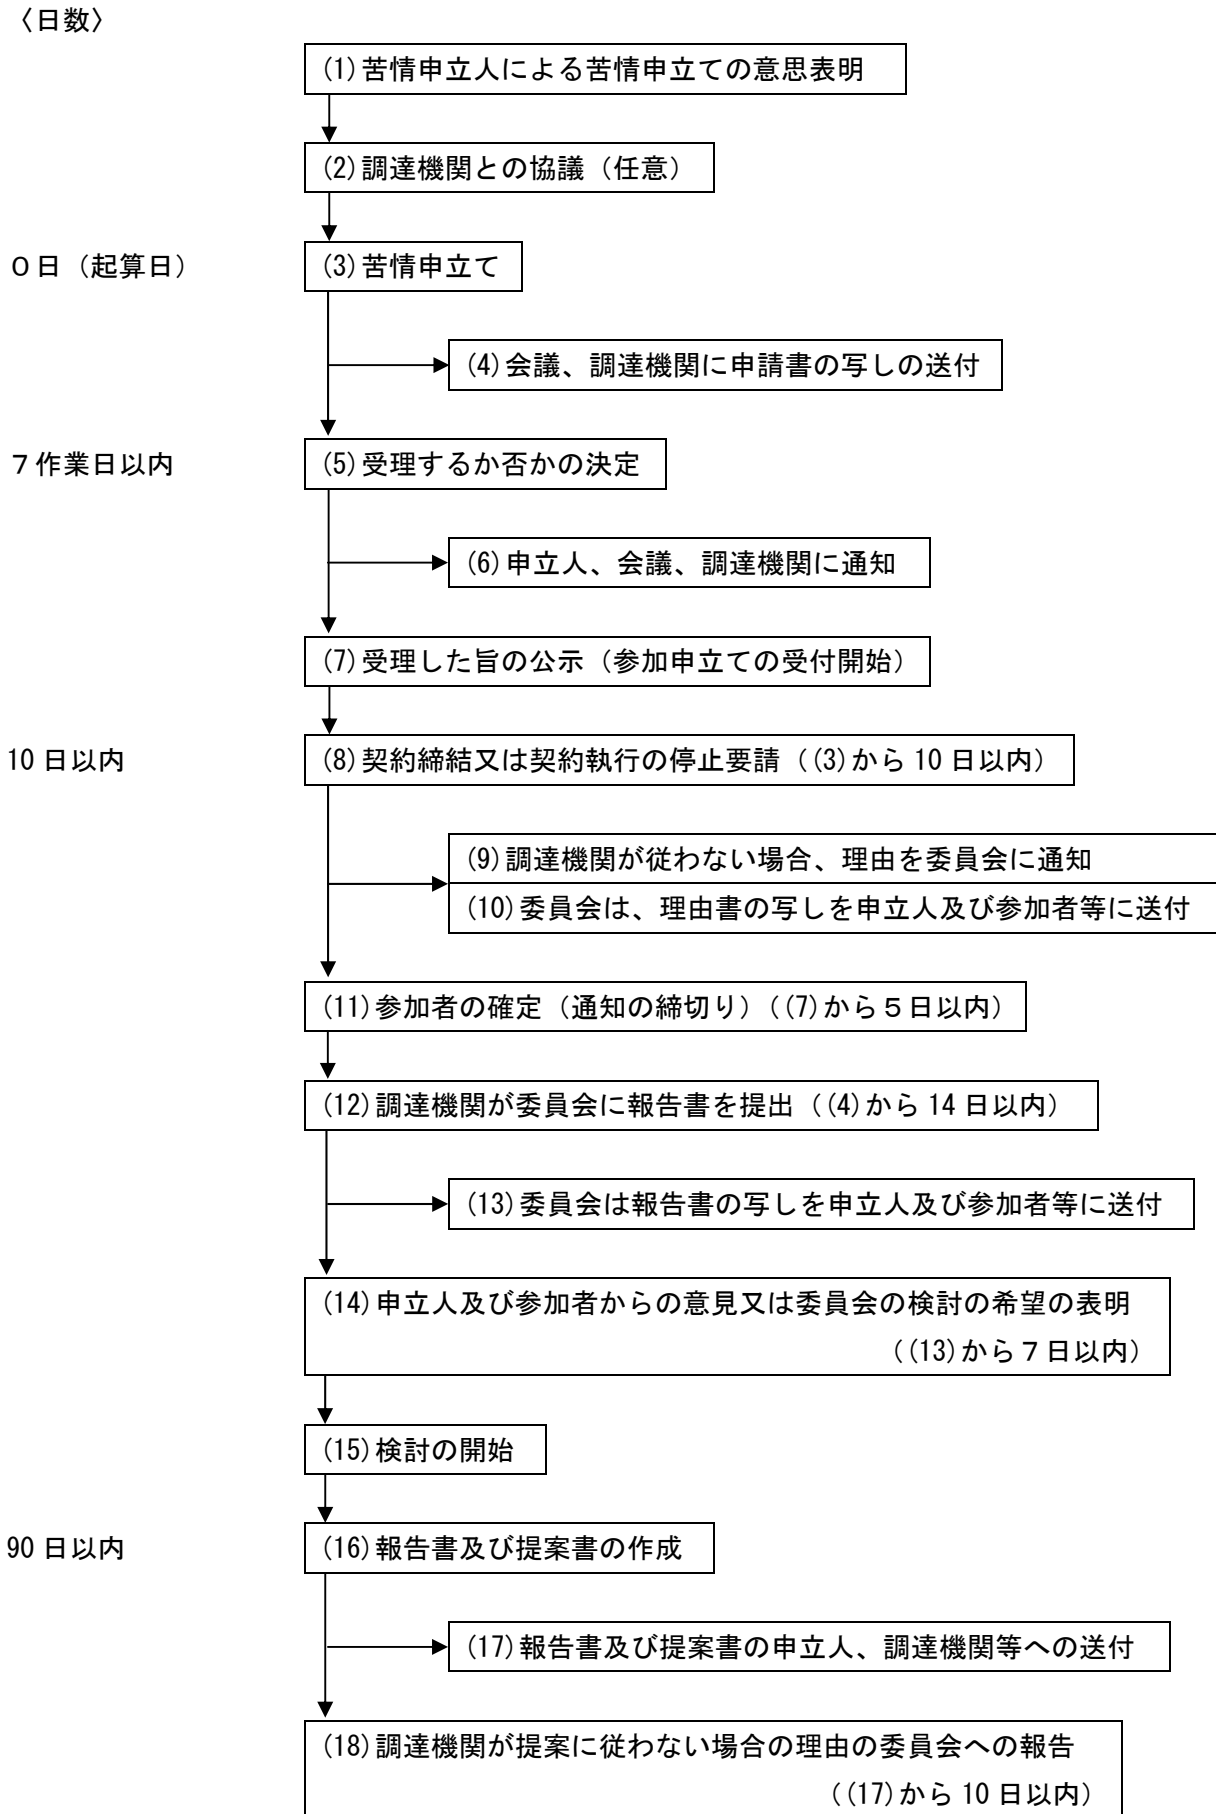 〈日数〉
(1)苦情申立人による苦情申立ての意思表明
(2)調達機関との協議（任意）
０日（起算日）
(3)苦情申立て
(4)会議、調達機関に申請書の写しの送付
７作業日以内
(5)受理するか否かの決定
(6)申立人、会議、調達機関に通知
(7)受理した旨の公示（参加申立ての受付開始）
10日以内
(8)契約締結又は契約執行の停止要請（(3)から10日以内）
(9)調達機関が従わない場合、理由を委員会に通知
(10)委員会は、理由書の写しを申立人及び参加者等に送付
(11)参加者の確定（通知の締切り）（(7)から５日以内）
(12)調達機関が委員会に報告書を提出（(4)から14日以内）
(13)委員会は報告書の写しを申立人及び参加者等に送付
(14)申立人及び参加者からの意見又は委員会の検討の希望の表明
（(13)から７日以内）
(15)検討の開始
90日以内
(16)報告書及び提案書の作成
(17)報告書及び提案書の申立人、調達機関等への送付
(18)調達機関が提案に従わない場合の理由の委員会への報告
（(17)から10日以内）